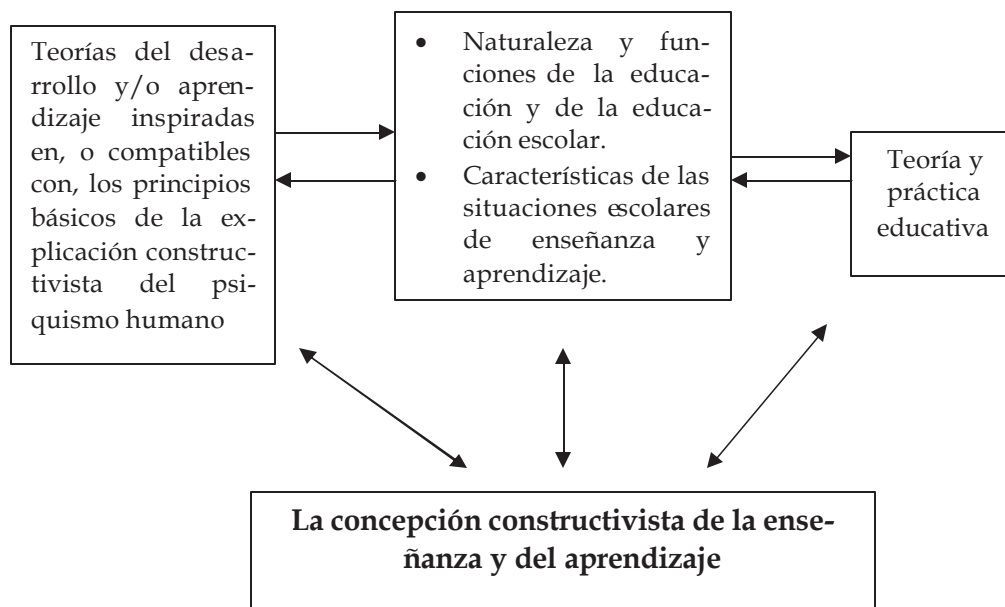 Teorías del desa-
rrollo y/o apren-
dizaje inspiradas
en, o compatibles
con, los principios
básicos de la ex-
plicación construc-
tivista del psi-
quismo humano
• Naturaleza y fun-
ciones de la educa-
ción y de la educa-
ción escolar.
• Características de las
situaciones escolares
de enseñanza y
aprendizaje.
Teoría y
práctica
educativa
La concepción constructivista de la ense-
ñanza y del aprendizaje